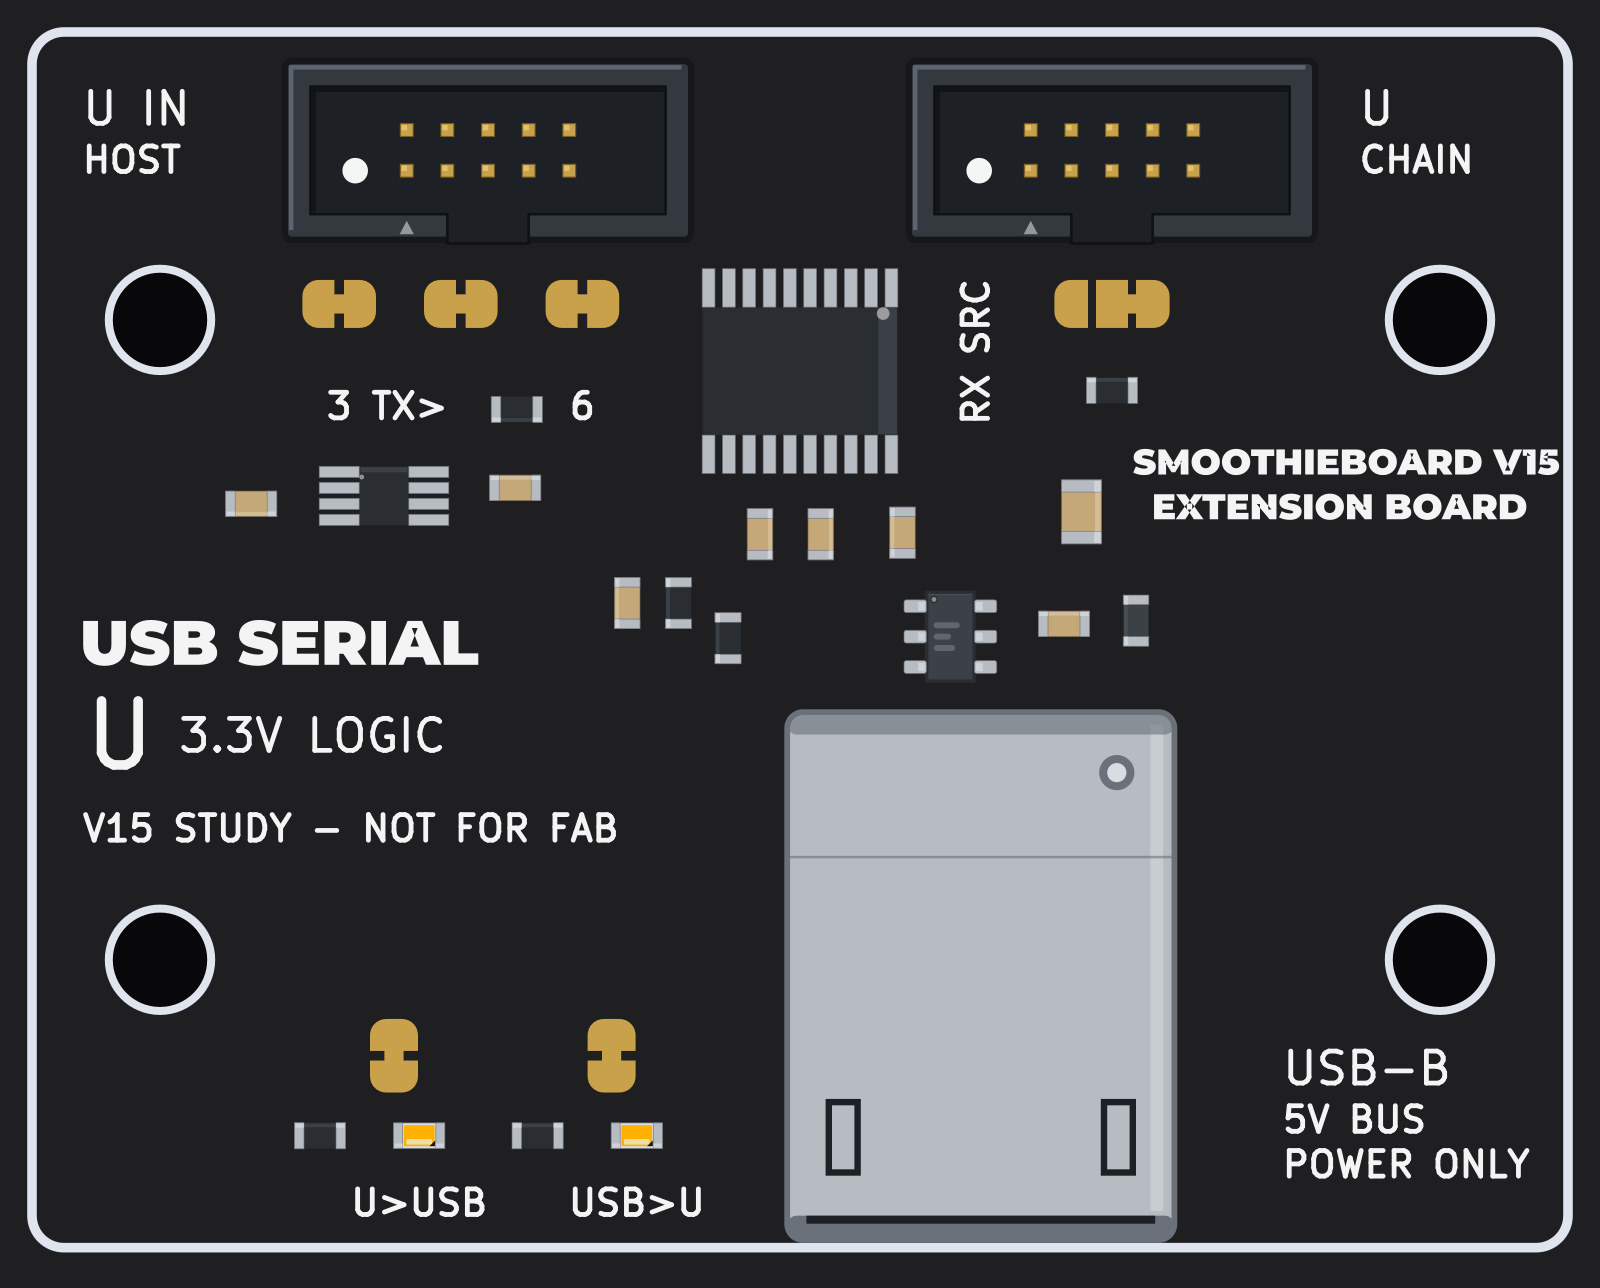 U IN
HOST
U
CHAIN
RX SRC
3 TX>
6
SMOOTHIEBOARD V15
EXTENSION BOARD
USB SERIAL
U 3.3V LOGIC
V15 STUDY – NOT FOR FAB
USB–B
5V BUS
POWER ONLY
U>USB
USB>U